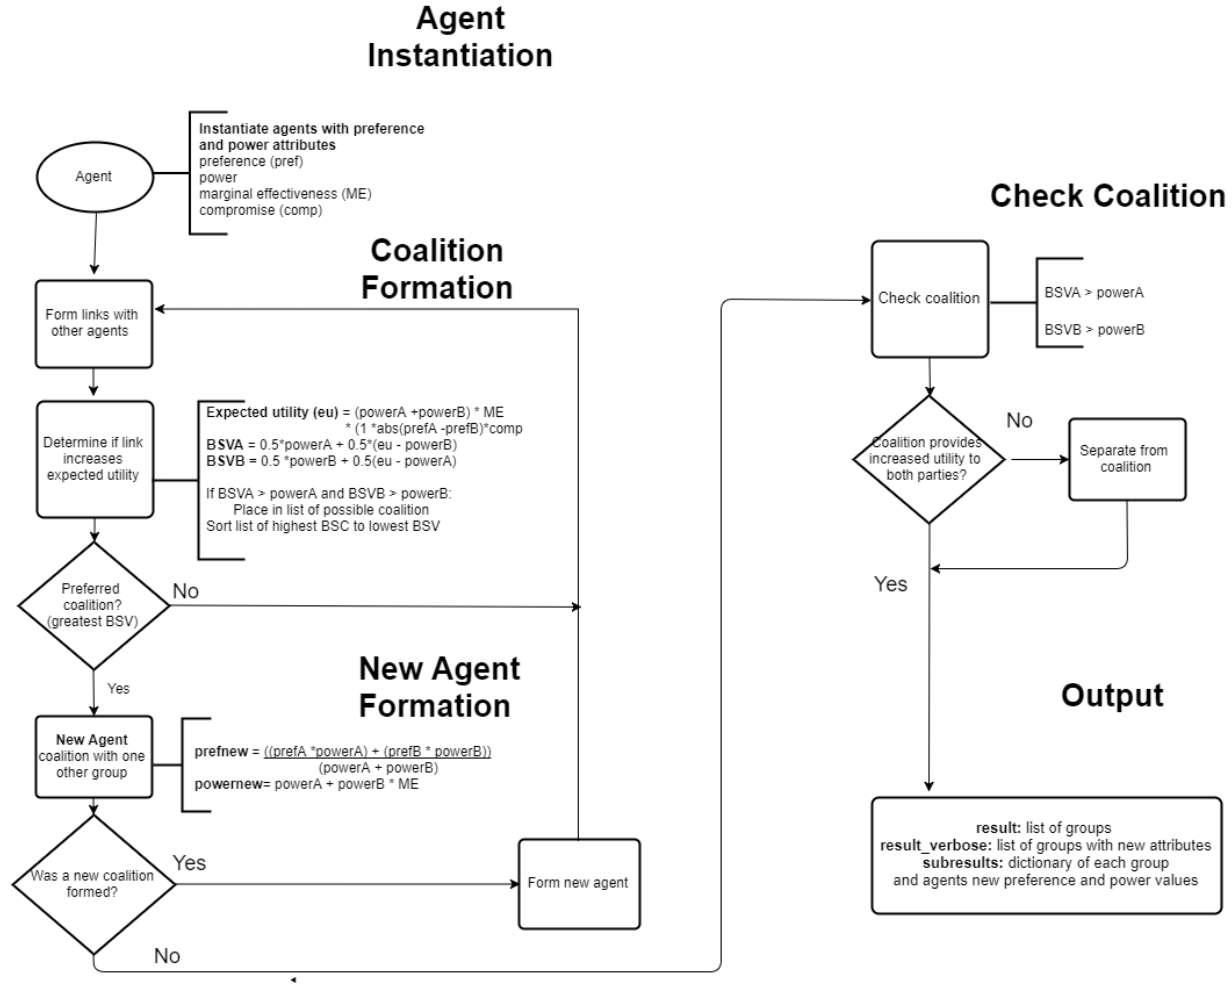 Agent
Instantiation
Instantiate agents with preference
and power attributes
preference (pref)
power
marginal effectiveness (ME)
compromise (comp)
Agent
Coalition
Formation
Form links with
other agents
Determine if link
increases
expected utility
Expected utility (eu) = (powerA +powerB) * ME
* (1 *abs(prefA -prefB)*comp
BSVA = 0.5*powerA + 0.5*(eu - powerB)
BSVB = 0.5 *powerB + 0.5(eu - powerA)
If BSVA > powerA and BSVB > powerB:
Place in list of possible coalition
Sort list of highest BSC to lowest BSV
Preferred
coalition?
(greatest BSV)
No
Yes
New Agent
Formation
New Agent
coalition with one
other group
prefnew = ((prefA *powerA) + (prefB * powerB))
(powerA + powerB)
powernew= powerA + powerB * ME
Was a new coalition
formed?
Yes
Form new agent
No
Check Coalition
Check coalition
BSVA > powerA
BSVB > powerB
Coalition provides
increased utility to
both parties?
No
Separate from
coalition
Yes
Output
result: list of groups
result_verbose: list of groups with new attributes
subresults: dictionary of each group
and agents new preference and power values